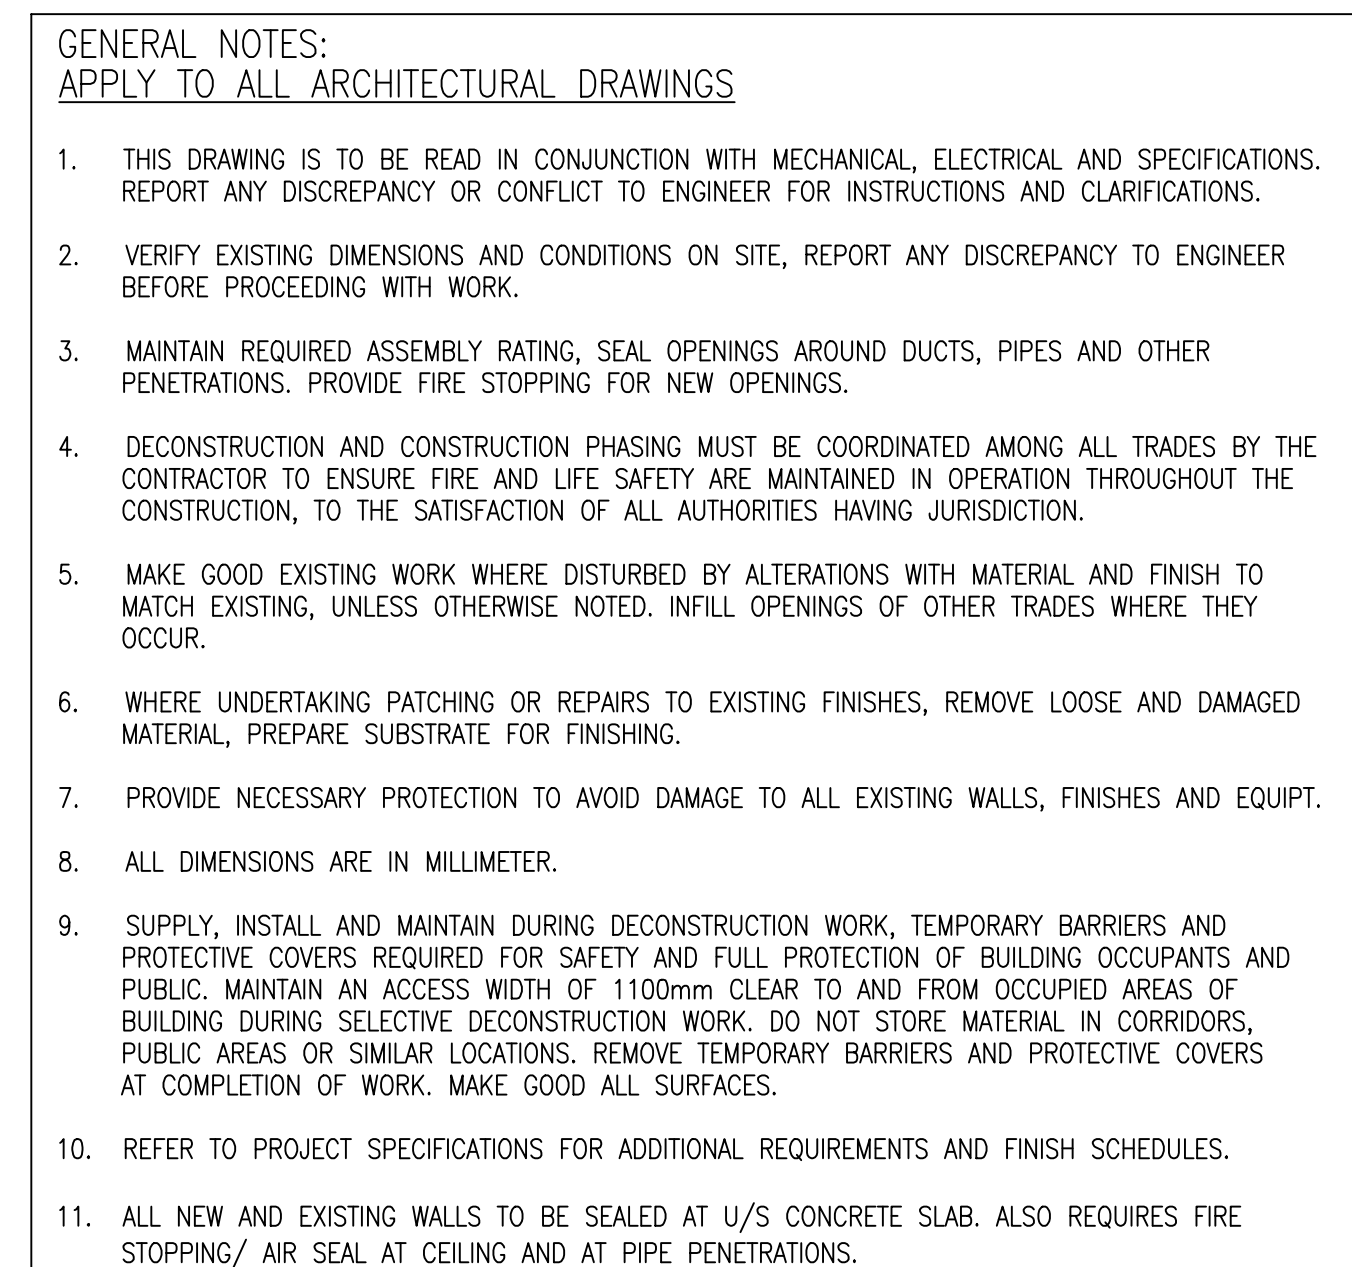 GENERAL NOTES:
APPLY TO ALL ARCHITECTURAL DRAWINGS
1. THIS DRAWING IS TO BE READ IN CONJUNCTION WITH MECHANICAL, ELECTRICAL AND SPECIFICATIONS.
REPORT ANY DISCREPANCY OR CONFLICT TO ENGINEER FOR INSTRUCTIONS AND CLARIFICATIONS.
2. VERIFY EXISTING DIMENSIONS AND CONDITIONS ON SITE, REPORT ANY DISCREPANCY TO ENGINEER
BEFORE PROCEEDING WITH WORK.
3. MAINTAIN REQUIRED ASSEMBLY RATING, SEAL OPENINGS AROUND DUCTS, PIPES AND OTHER
PENETRATIONS. PROVIDE FIRE STOPPING FOR NEW OPENINGS.
4. DECONSTRUCTION AND CONSTRUCTION PHASING MUST BE COORDINATED AMONG ALL TRADES BY THE
CONTRACTOR TO ENSURE FIRE AND LIFE SAFETY ARE MAINTAINED IN OPERATION THROUGHOUT THE
CONSTRUCTION, TO THE SATISFACTION OF ALL AUTHORITIES HAVING JURISDICTION.
5. MAKE GOOD EXISTING WORK WHERE DISTURBED BY ALTERATIONS WITH MATERIAL AND FINISH TO
MATCH EXISTING, UNLESS OTHERWISE NOTED. INFILL OPENINGS OF OTHER TRADES WHERE THEY
OCCUR.
6. WHERE UNDERTAKING PATCHING OR REPAIRS TO EXISTING FINISHES, REMOVE LOOSE AND DAMAGED
MATERIAL, PREPARE SUBSTRATE FOR FINISHING.
7. PROVIDE NECESSARY PROTECTION TO AVOID DAMAGE TO ALL EXISTING WALLS, FINISHES AND EQUIPT.
8. ALL DIMENSIONS ARE IN MILLIMETER.
9. SUPPLY, INSTALL AND MAINTAIN DURING DECONSTRUCTION WORK, TEMPORARY BARRIERS AND
PROTECTIVE COVERS REQUIRED FOR SAFETY AND FULL PROTECTION OF BUILDING OCCUPANTS AND
PUBLIC. MAINTAIN AN ACCESS WIDTH OF 1100mm CLEAR TO AND FROM OCCUPIED AREAS OF
BUILDING DURING SELECTIVE DECONSTRUCTION WORK. DO NOT STORE MATERIAL IN CORRIDORS,
PUBLIC AREAS OR SIMILAR LOCATIONS. REMOVE TEMPORARY BARRIERS AND PROTECTIVE COVERS
AT COMPLETION OF WORK. MAKE GOOD ALL SURFACES.
10. REFER TO PROJECT SPECIFICATIONS FOR ADDITIONAL REQUIREMENTS AND FINISH SCHEDULES.
11. ALL NEW AND EXISTING WALLS TO BE SEALED AT U/S CONCRETE SLAB. ALSO REQUIRES FIRE
STOPPING/ AIR SEAL AT CEILING AND AT PIPE PENETRATIONS.